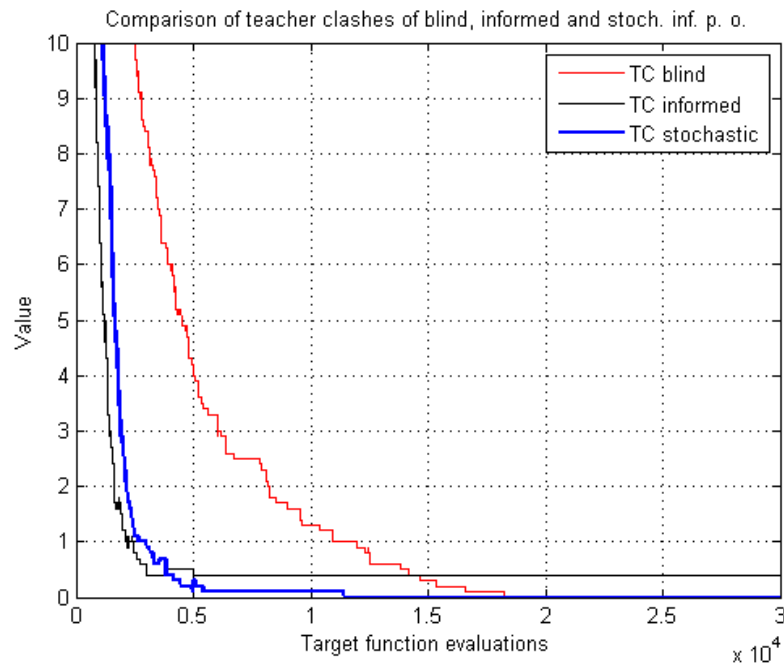 Comparison of teacher clashes of blind, informed and stoch. inf. p. o.
10
9
8
7
6
5
4
3
2
1
0
Value
TC blind
TC informed
TC stochastic
0 0.5 1 1.5 2 2.5 3
Target function evaluations
x 10^4